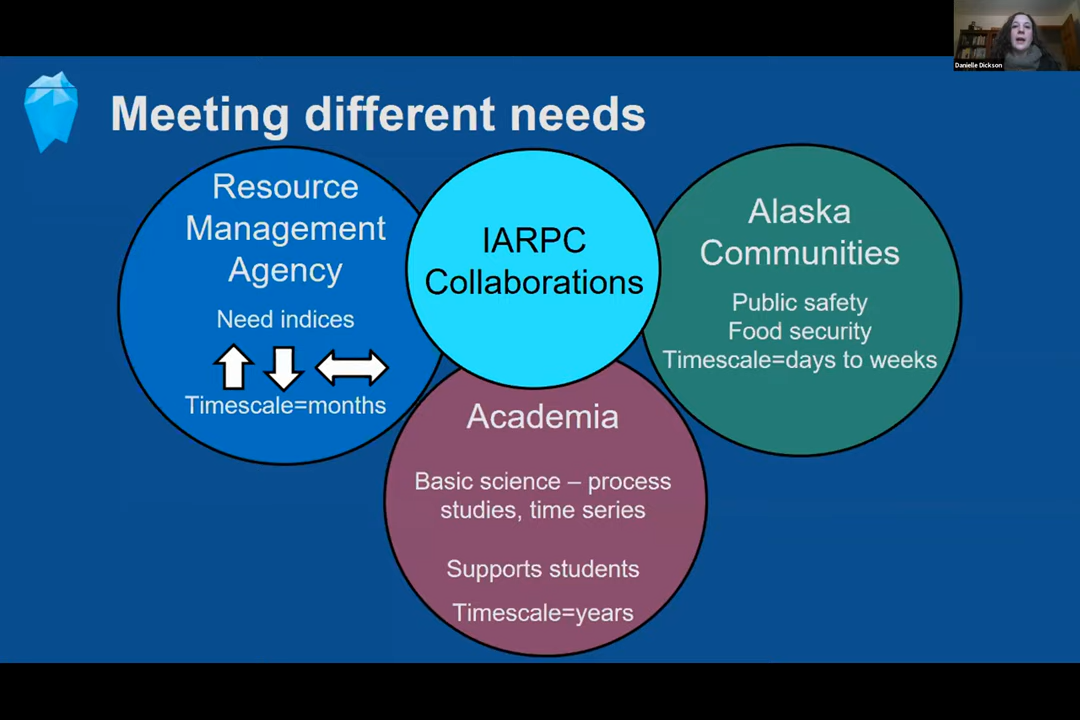 Danielle Dickson
Meeting different needs
Resource
Management
Agency
Need indices
Timescale=months
IARPC
Collaborations
Alaska
Communities
Public safety
Food security
Timescale=days to weeks
Academia
Basic science – process
studies, time series
Supports students
Timescale=years